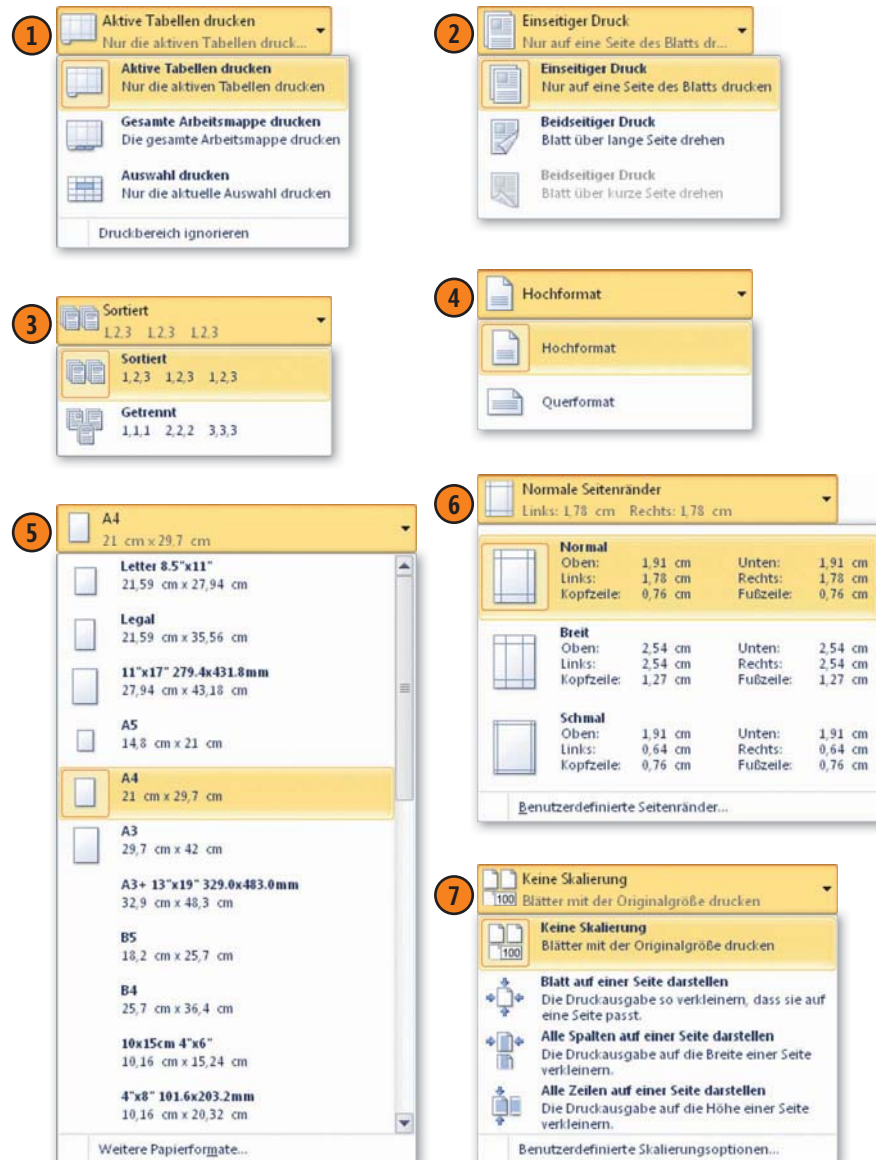 1
Aktive Tabellen drucken
Nur die aktiven Tabellen druck...
Aktive Tabellen drucken
Nur die aktiven Tabellen drucken
Gesamte Arbeitsmappe drucken
Die gesamte Arbeitsmappe drucken
Auswahl drucken
Nur die aktuelle Auswahl drucken
Druckbereich ignorieren
2
Einseitiger Druck
Nur auf eine Seite des Blatts dr...
Einseitiger Druck
Nur auf eine Seite des Blatts drucken
Beidseitiger Druck
Blatt über lange Seite drehen
Beidseitiger Druck
Blatt über kurze Seite drehen
3
Sortiert
1,2,3 1,2,3 1,2,3
Sortiert
1,2,3 1,2,3 1,2,3
Getrennt
1,1,1 2,2,2 3,3,3
4
Hochformat
Hochformat
Querformat
5
A4
21 cm x 29,7 cm
Letter 8.5"x11"
21,59 cm x 27,94 cm
Legal
21,59 cm x 35,56 cm
11"x17" 279.4x431.8mm
27,94 cm x 43,18 cm
A5
14,8 cm x 21 cm
A4
21 cm x 29,7 cm
A3
29,7 cm x 42 cm
A3+ 13"x19" 329.0x483.0mm
32,9 cm x 48,3 cm
B5
18,2 cm x 25,7 cm
B4
25,7 cm x 36,4 cm
10x15cm 4"x6"
10,16 cm x 15,24 cm
4"x8" 101.6x203.2mm
10,16 cm x 20,32 cm
Weitere Papierformate...
6
Normale Seitenränder
Links: 1,78 cm Rechts: 1,78 cm
Normal
Oben: 1,91 cm Unten: 1,91 cm
Links: 1,78 cm Rechts: 1,78 cm
Kopfzeile: 0,76 cm Fußzeile: 0,76 cm
Breit
Oben: 2,54 cm Unten: 2,54 cm
Links: 2,54 cm Rechts: 2,54 cm
Kopfzeile: 1,27 cm Fußzeile: 1,27 cm
Schmal
Oben: 1,91 cm Unten: 1,91 cm
Links: 0,64 cm Rechts: 0,64 cm
Kopfzeile: 0,76 cm Fußzeile: 0,76 cm
Benutzerdefinierte Seitenränder...
7
Keine Skalierung
100 Blätter mit der Originalgröße drucken
Keine Skalierung
100 Blätter mit der Originalgröße drucken
Blatt auf einer Seite darstellen
Die Druckausgabe so verkleinern, dass sie auf
eine Seite passt.
Alle Spalten auf einer Seite darstellen
Die Druckausgabe auf die Breite einer Seite
verkleinern.
Alle Zeilen auf einer Seite darstellen
Die Druckausgabe auf die Höhe einer Seite
verkleinern.
Benutzerdefinierte Skalierungsoptionen...